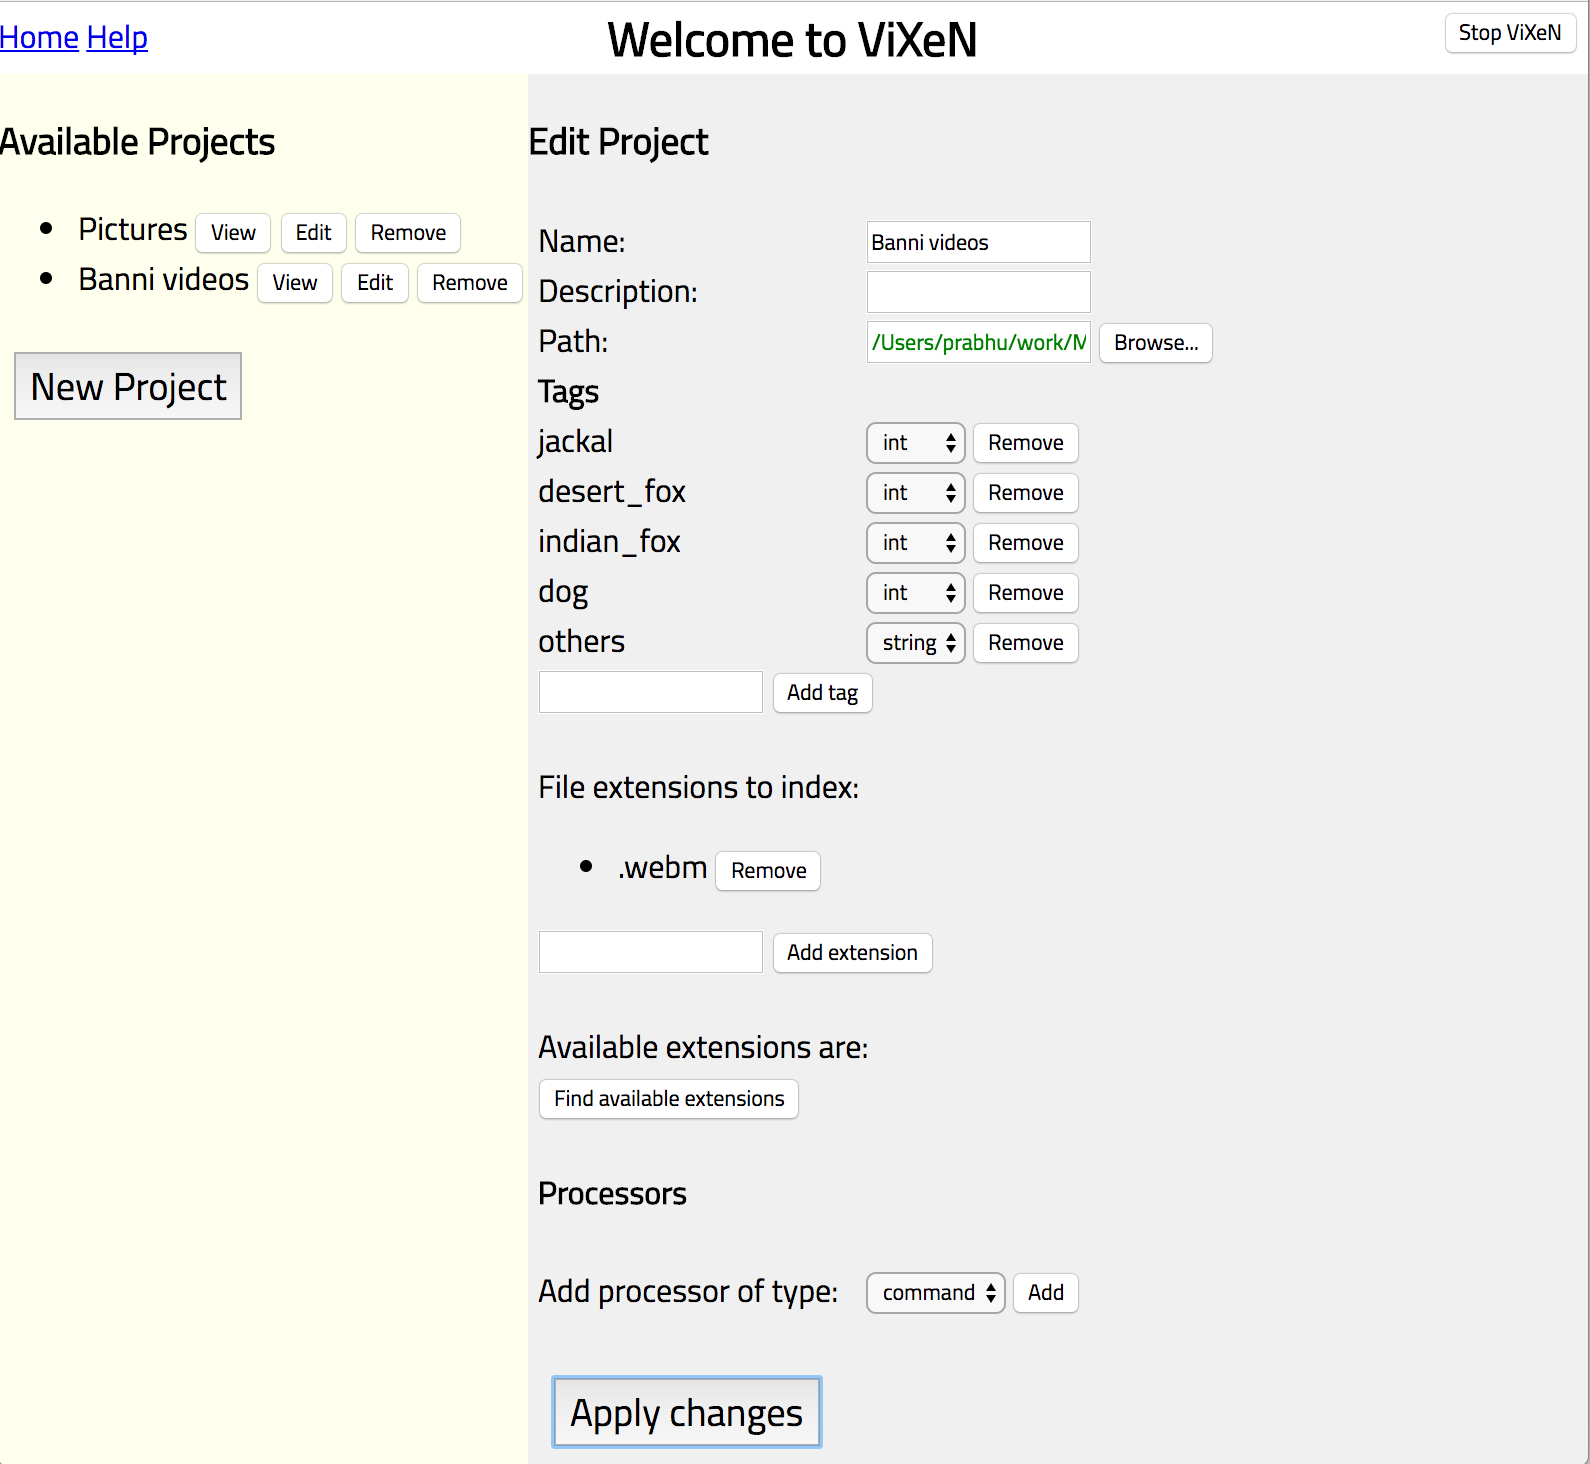 Home Help
Welcome to ViXeN
Stop ViXeN
Available Projects
Pictures View Edit Remove
Banni videos View Edit Remove
New Project
Edit Project
Name: Banni videos
Description:
Path: /Users/prabhu/work/M Browse...
Tags
jackal int Remove
desert_fox int Remove
indian_fox int Remove
dog int Remove
others string Remove
Add tag
File extensions to index:
.webm Remove
Add extension
Available extensions are:
Find available extensions
Processors
Add processor of type: command Add
Apply changes